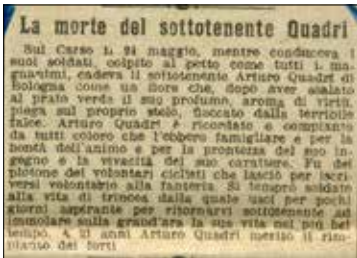 La morte del sottotenente Quadri
Sul Carso il 24 maggio, mentre conduceva i
suoi soldati, colpito al petto come tutti i ma-
gnanimi, cadeva il sottotenente Arturo Quadri di
Bologna come un fiore che, dopo aver esalato
al prato verde il suo profumo, aroma di virtù,
piega sul proprio stelo, fiaccato dalla terribile
falce. Arturo Quadri è ricordato e compianto
da tutti coloro che l'ebbero famigliare e per la
bontà dell'animo e per la prontezza del suo in-
gegno e la vivacità del suo carattere. Fu del
plotone dei volontari ciclisti che lasciò per iscri-
versi volontario alla fanteria. Si temprò soldato
alla vita di trincea dalla quale uscì per pochi
giorni aspirante per ritornarvi sottotenente ad
immolare sulla grand'ara la sua vita nel più bel
tempo. A 21 anni Arturo Quadri meritò il rim-
pianto dei forti